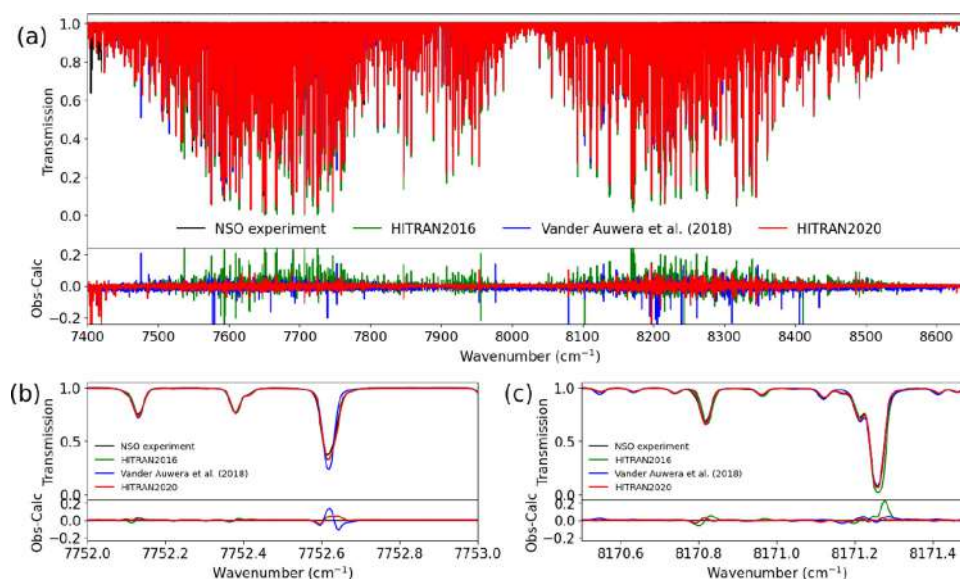 (a)
1.0
0.8
0.6
0.4
0.2
0.0
Transmission
NSO experiment HITRAN2016 Vander Auwera et al. (2018) HITRAN2020
0.2
0.0
−0.2
Obs-Calc
7400 7500 7600 7700 7800 7900 8000 8100 8200 8300 8400 8500 8600
Wavenumber (cm⁻¹)
(b)
1.0
0.5
0.0
Transmission
NSO experiment
HITRAN2016
Vander Auwera et al. (2018)
HITRAN2020
0.2
0.0
−0.2
Obs-Calc
7752.0 7752.2 7752.4 7752.6 7752.8 7753.0
Wavenumber (cm⁻¹)
(c)
1.0
0.5
0.0
Transmission
NSO experiment
HITRAN2016
Vander Auwera et al. (2018)
HITRAN2020
0.2
0.0
−0.2
Obs-Calc
8170.6 8170.8 8171.0 8171.2 8171.4
Wavenumber (cm⁻¹)